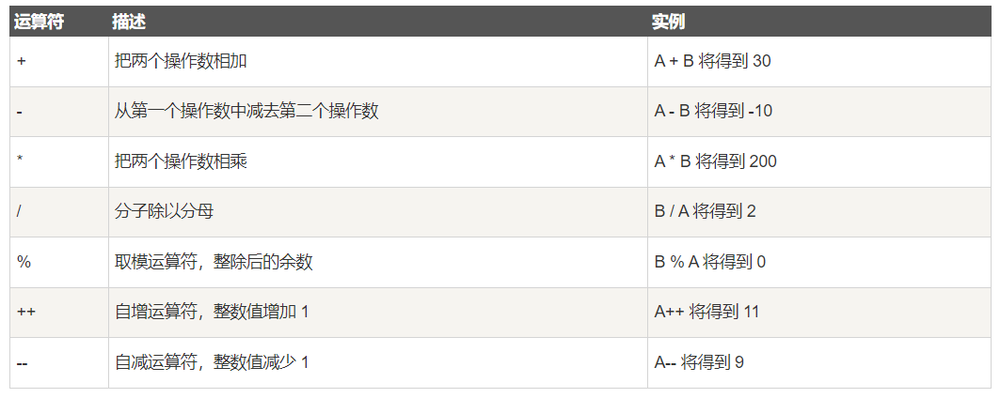 运算符 描述 实例
+ 把两个操作数相加 A + B 将得到 30
- 从第一个操作数中减去第二个操作数 A - B 将得到 -10
* 把两个操作数相乘 A * B 将得到 200
/ 分子除以分母 B / A 将得到 2
% 取模运算符，整除后的余数 B % A 将得到 0
++ 自增运算符，整数值增加 1 A++ 将得到 11
-- 自减运算符，整数值减少 1 A-- 将得到 9